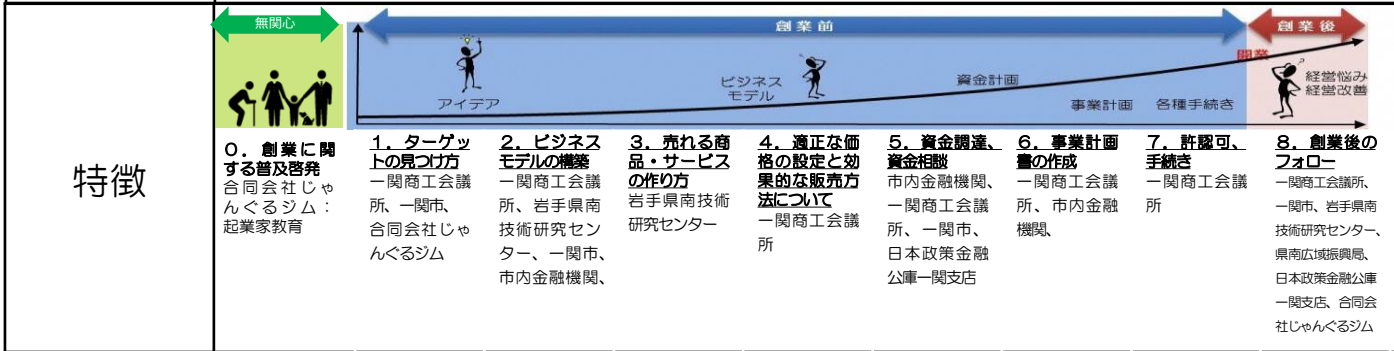 特徴
無関心
創業前
創業後
アイデア
ビジネス
モデル
資金計画
事業計画
各種手続き
開業
経営悩み
経営改善
0．創業に関
する普及啓発
合同会社じゃ
んぐるジム：
起業家教育
1．ターゲッ
トの見つけ方
一関商工会議
所、一関市、
合同会社じゃ
んぐるジム
2．ビジネス
モデルの構築
一関商工会議
所、岩手県南
技術研究セン
ター、一関市、
市内金融機関、
3．売れる商
品・サービス
の作り方
岩手県南技術
研究センター
4．適正な価
格の設定と効
果的な販売方
法について
一関商工会議
所
5．資金調達、
資金相談
市内金融機関、
一関商工会議
所、一関市、
日本政策金融
公庫一関支店
6．事業計画
書の作成
一関商工会議
所、市内金融
機関、
7．許認可、
手続き
一関商工会議
所
8．創業後の
フォロー
一関商工会議所、
一関市、岩手県南
技術研究センター、
県南広域振興局、
日本政策金融公庫
一関支店、合同会
社じゃんぐるジム